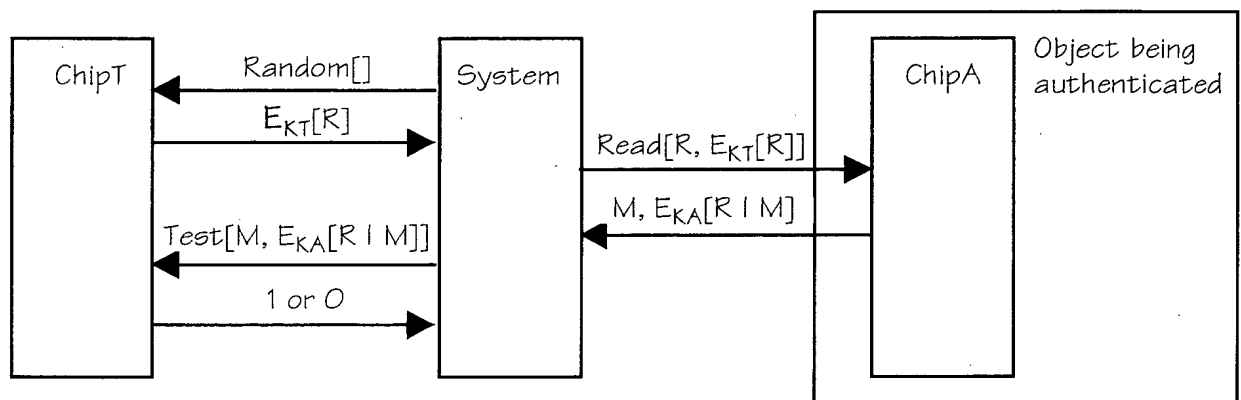 ChipT
Random[]
E_KT[R]
Test[M, E_KA[R | M]]
1 or 0
System
Read[R, E_KT[R]]
M, E_KA[R | M]
ChipA
Object being
authenticated